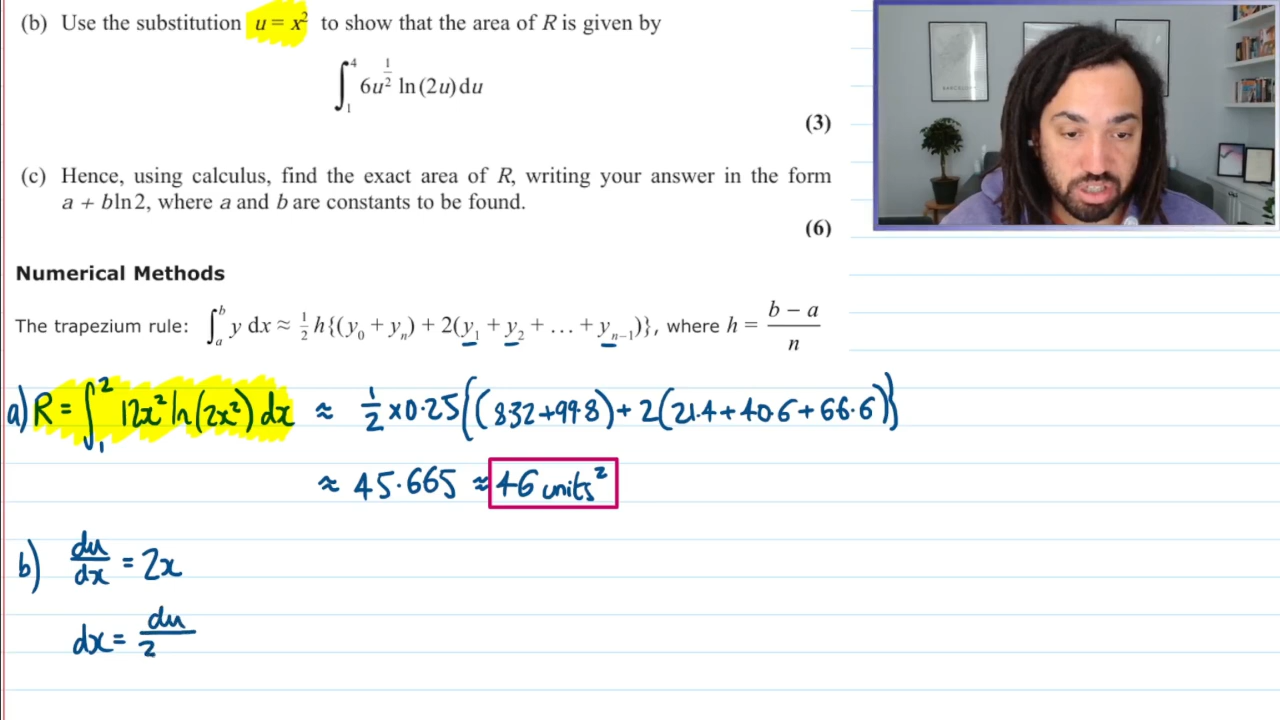 (b) Use the substitution u = x² to show that the area of R is given by
∫₁⁴ 6u^(1/2) ln(2u) du
(3)
(c) Hence, using calculus, find the exact area of R, writing your answer in the form
a + bln2, where a and b are constants to be found.
(6)
Numerical Methods
The trapezium rule: ∫ₐᵇ y dx ≈ ½ h{(y₀ + yₙ) + 2(y₁ + y₂ + … + yₙ₋₁)}, where h = (b − a)/n
a) R = ∫₁² 12x² ln(2x²) dx ≈ ½ × 0.25{(8.32+99.8) + 2(21.4+40.6+66.6)}
≈ 45.665 ≈ 46 units²
b) du/dx = 2x
dx = du/2